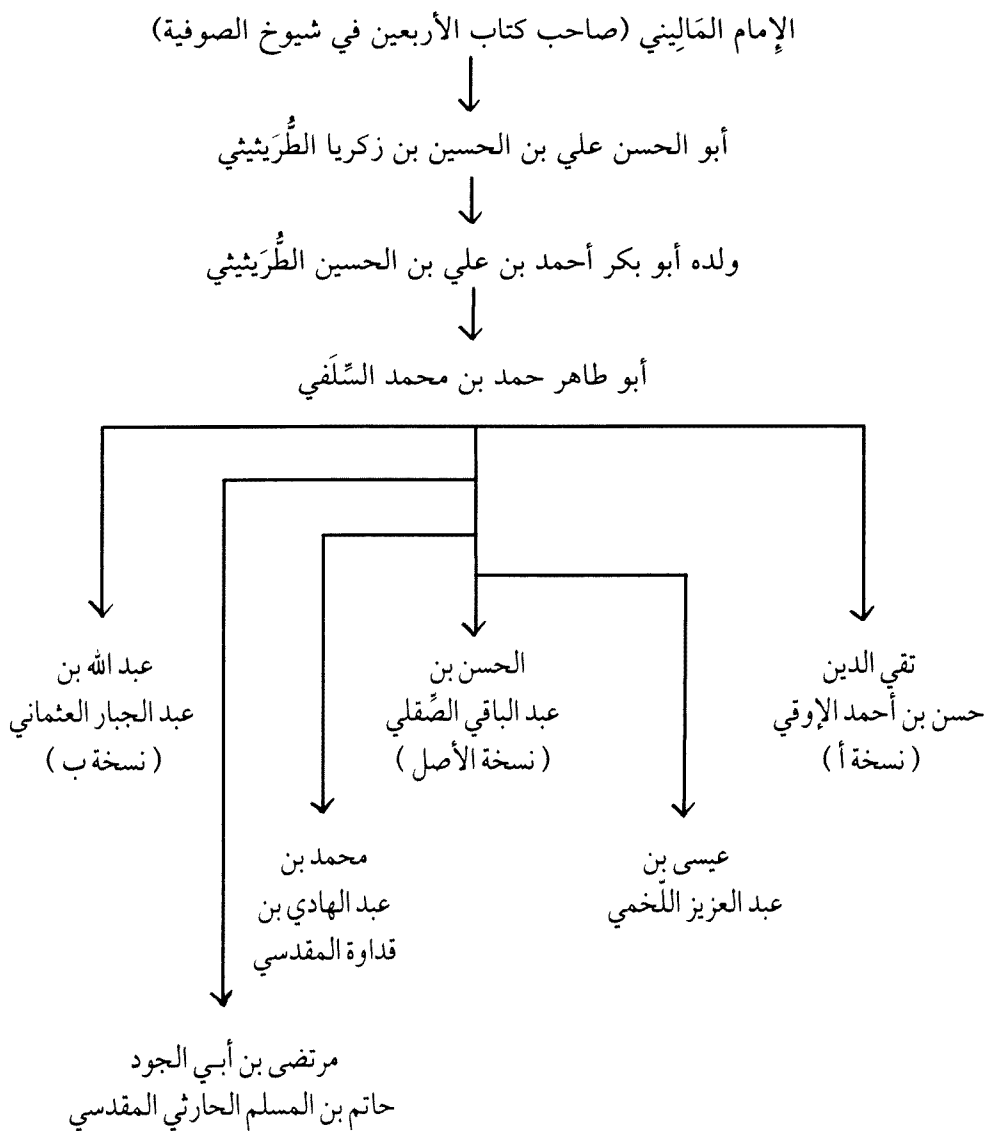 الإمام المَالِيني (صاحب كتاب الأربعين في شيوخ الصوفية)
أبو الحسن علي بن الحسين بن زكريا الطُّرَيثيثي
ولده أبو بكر أحمد بن علي بن الحسين الطُّرَيثيثي
أبو طاهر حمد بن محمد السِّلَفي
تقي الدين
حسن بن أحمد الإوقي
(نسخة أ)
الحسن بن
عبد الباقي الصِّقلي
(نسخة الأصل)
عبد الله بن
عبد الجبار العثماني
(نسخة ب)
عيسى بن
عبد العزيز اللّخمي
محمد بن
عبد الهادي بن
قداوة المقدسي
مرتضى بن أبي الجود
حاتم بن المسلم الحارثي المقدسي